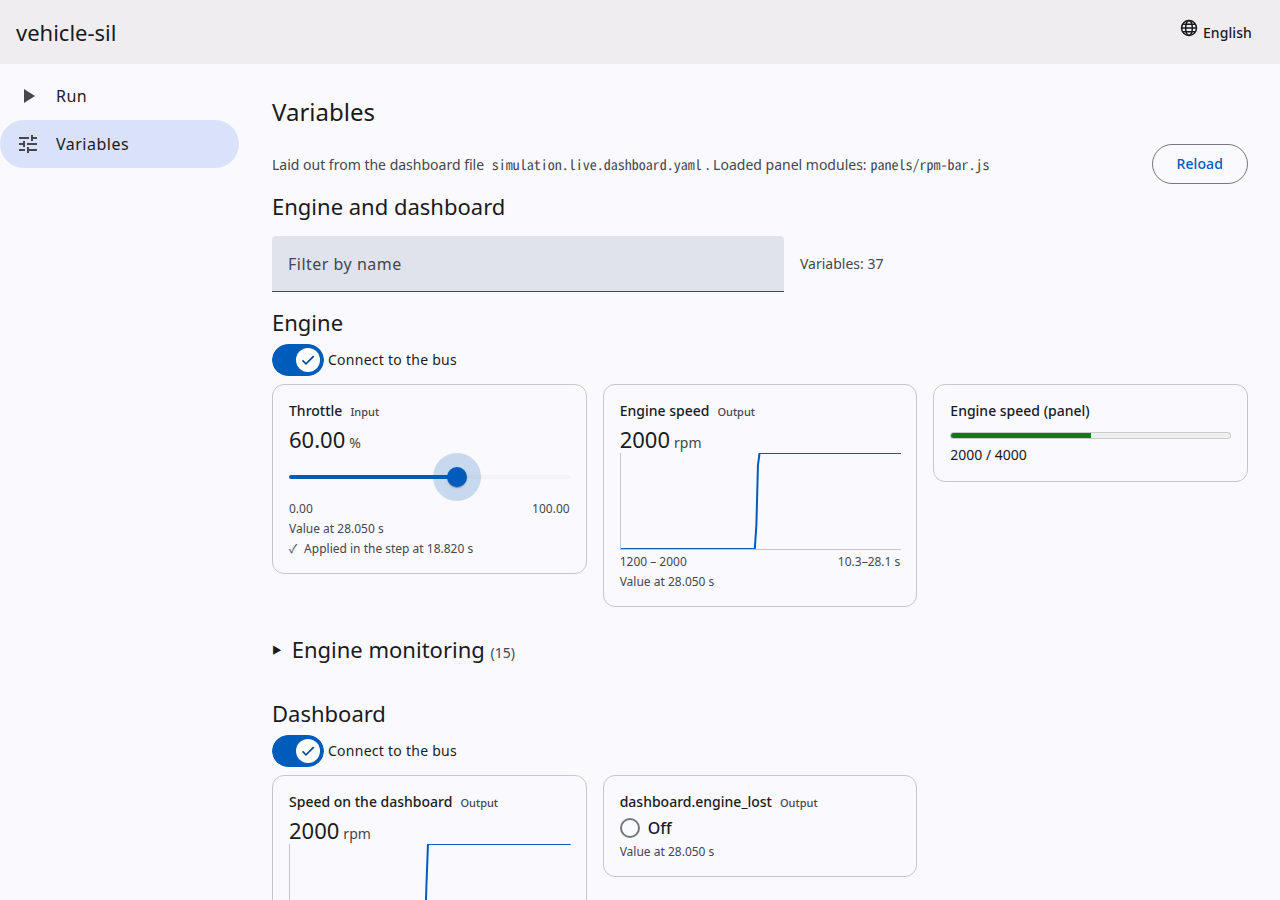 vehicle-sil
English
Run
Variables
Variables
Laid out from the dashboard file simulation.live.dashboard.yaml . Loaded panel modules: panels/rpm-bar.js
Reload
Engine and dashboard
Filter by name
Variables: 37
Engine
Connect to the bus
Throttle Input
60.00 %
0.00 100.00
Value at 28.050 s
✓ Applied in the step at 18.820 s
Engine speed Output
2000 rpm
1200 – 2000 10.3–28.1 s
Value at 28.050 s
Engine speed (panel)
2000 / 4000
Engine monitoring (15)
Dashboard
Connect to the bus
Speed on the dashboard Output
2000 rpm
dashboard.engine_lost Output
Off
Value at 28.050 s